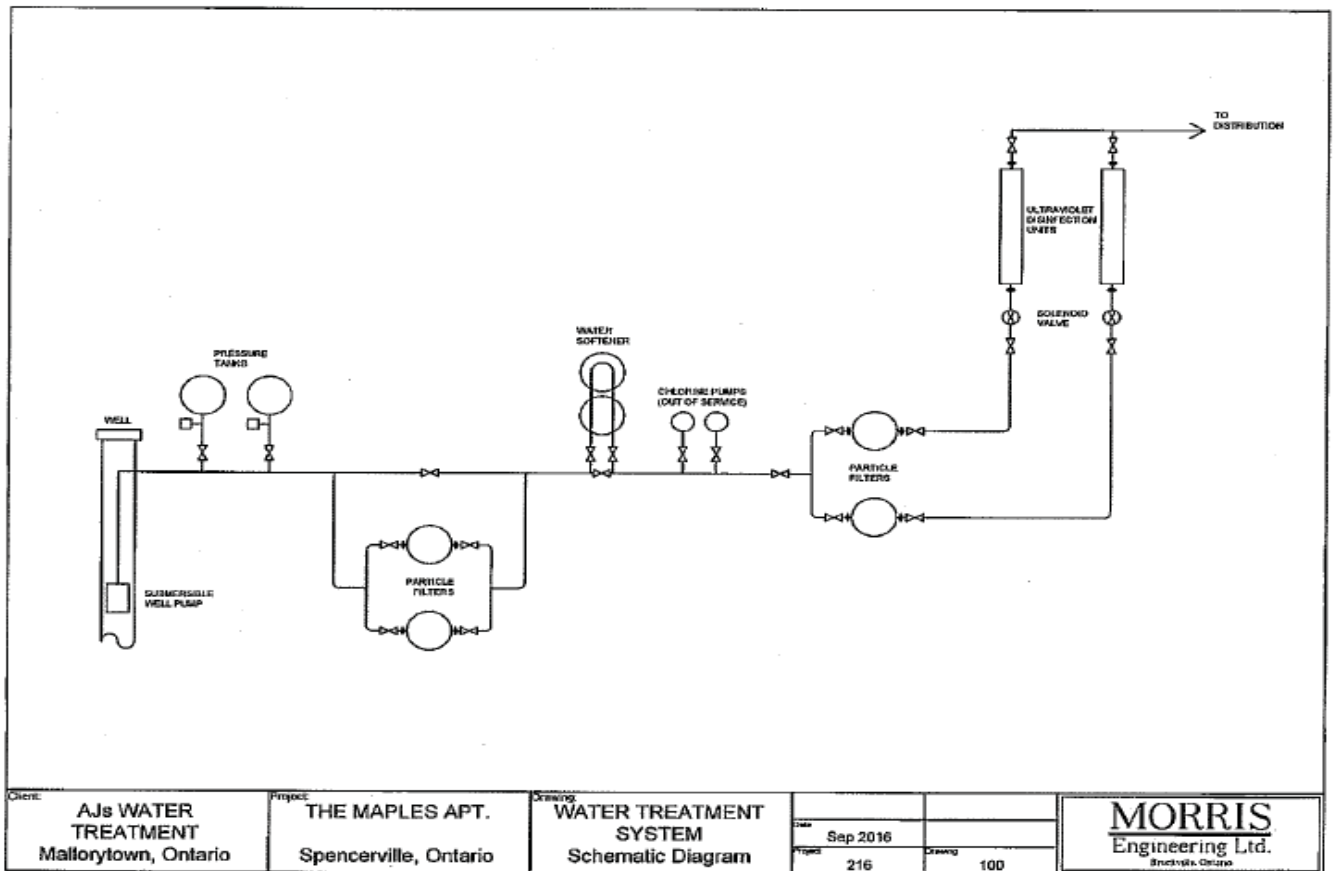 TO
DISTRIBUTION
ULTRAVIOLET
DISINFECTION
UNITS
SOLENOID
VALVE
WATER
SOFTENER
PRESSURE
TANKS
CHLORINE PUMPS
(OUT OF SERVICE)
WELL
PARTICLE
FILTERS
PARTICLE
FILTERS
SUBMERSIBLE
WELL PUMP
Client:
AJs WATER
TREATMENT
Mallorytown, Ontario
Project:
THE MAPLES APT.
Spencerville, Ontario
Drawing:
WATER TREATMENT
SYSTEM
Schematic Diagram
Date
Sep 2016
Project
216
Drawing
100
MORRIS
Engineering Ltd.
Brockville, Ontario